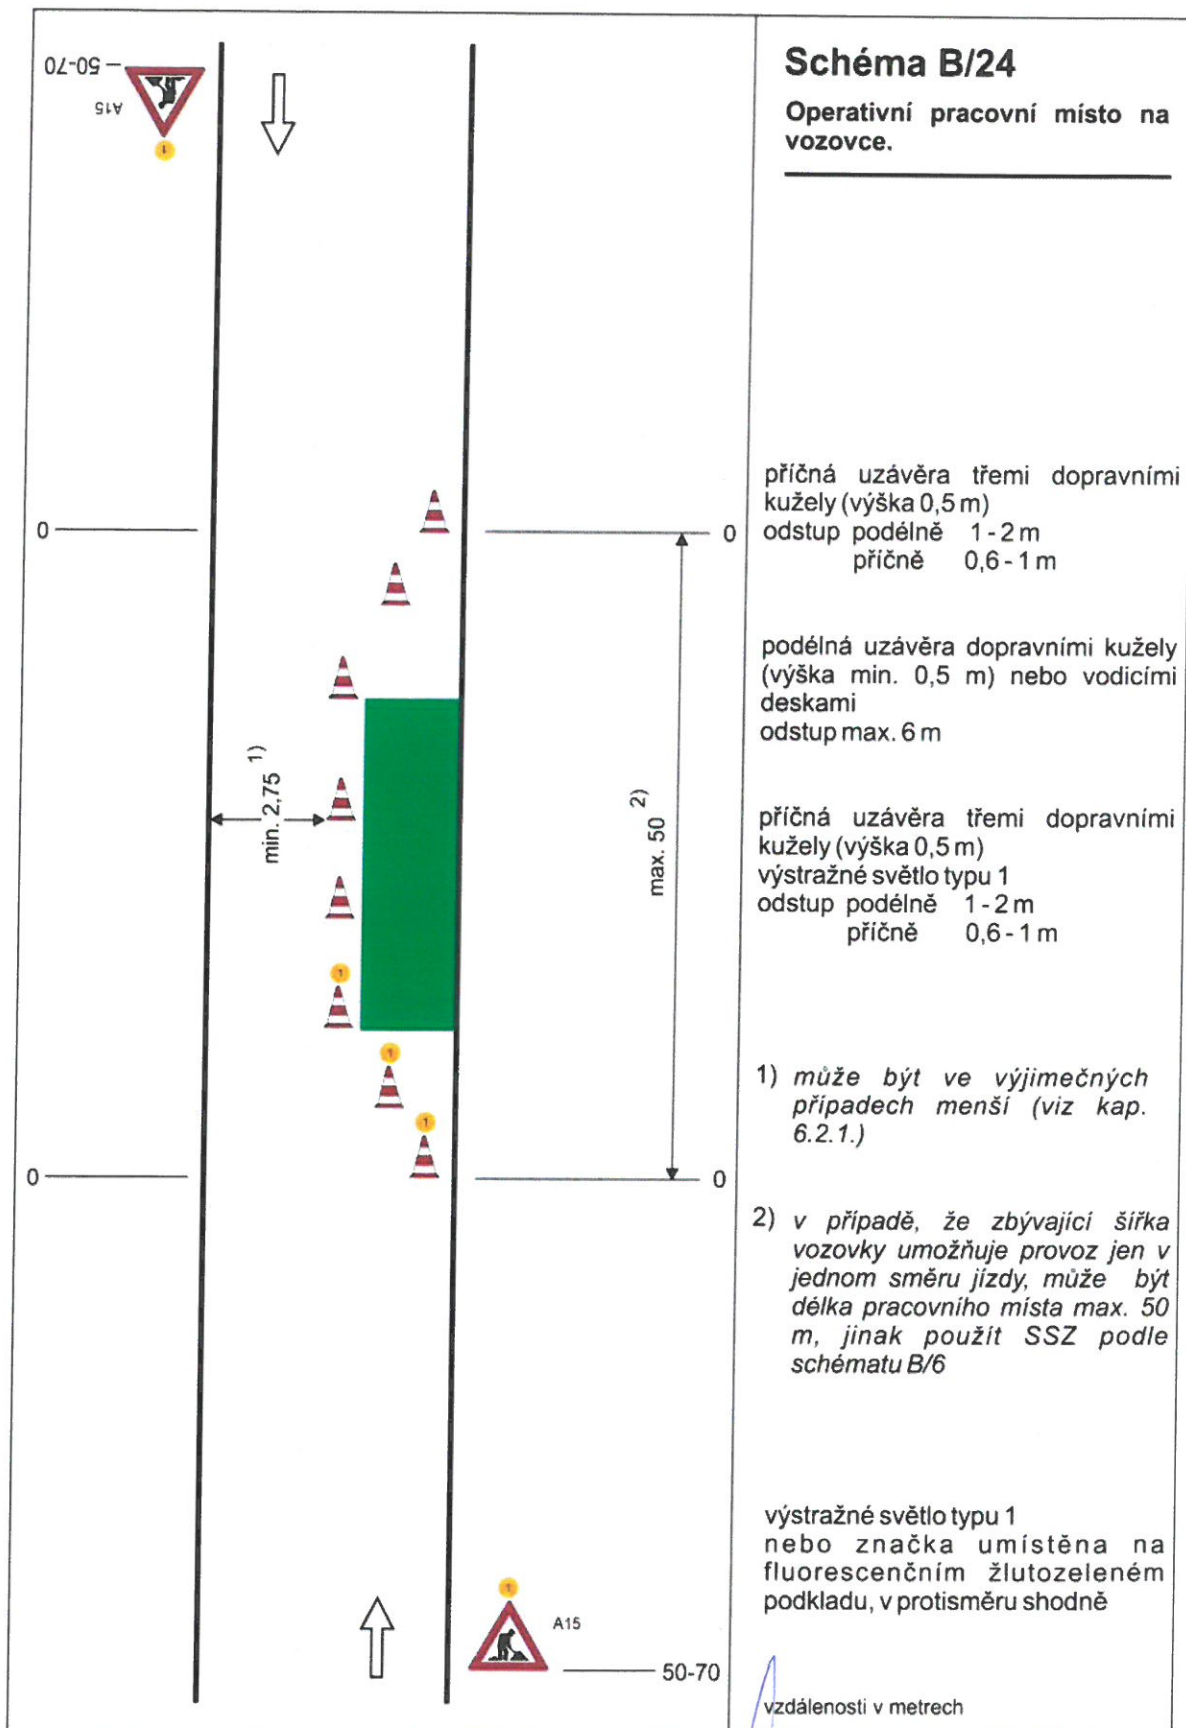 50-70
A15
1
Schéma B/24
Operativní pracovní místo na
vozovce.
příčná uzávěra třemi dopravními
kužely (výška 0,5 m)
odstup podélně 1 - 2 m
příčně 0,6 - 1 m
0
0
podélná uzávěra dopravními kužely
(výška min. 0,5 m) nebo vodicími
deskami
odstup max. 6 m
min. 2,75 1)
max. 50 2)
příčná uzávěra třemi dopravními
kužely (výška 0,5 m)
výstražné světlo typu 1
odstup podélně 1 - 2 m
příčně 0,6 - 1 m
1
1
1
1) může být ve výjimečných
případech menší (viz kap.
6.2.1.)
0
0
2) v případě, že zbývající šířka
vozovky umožňuje provoz jen v
jednom směru jízdy, může být
délka pracovního místa max. 50
m, jinak použít SSZ podle
schématu B/6
výstražné světlo typu 1
nebo značka umístěna na
fluorescenčním žlutozeleném
podkladu, v protisměru shodně
1
A15
50-70
vzdálenosti v metrech